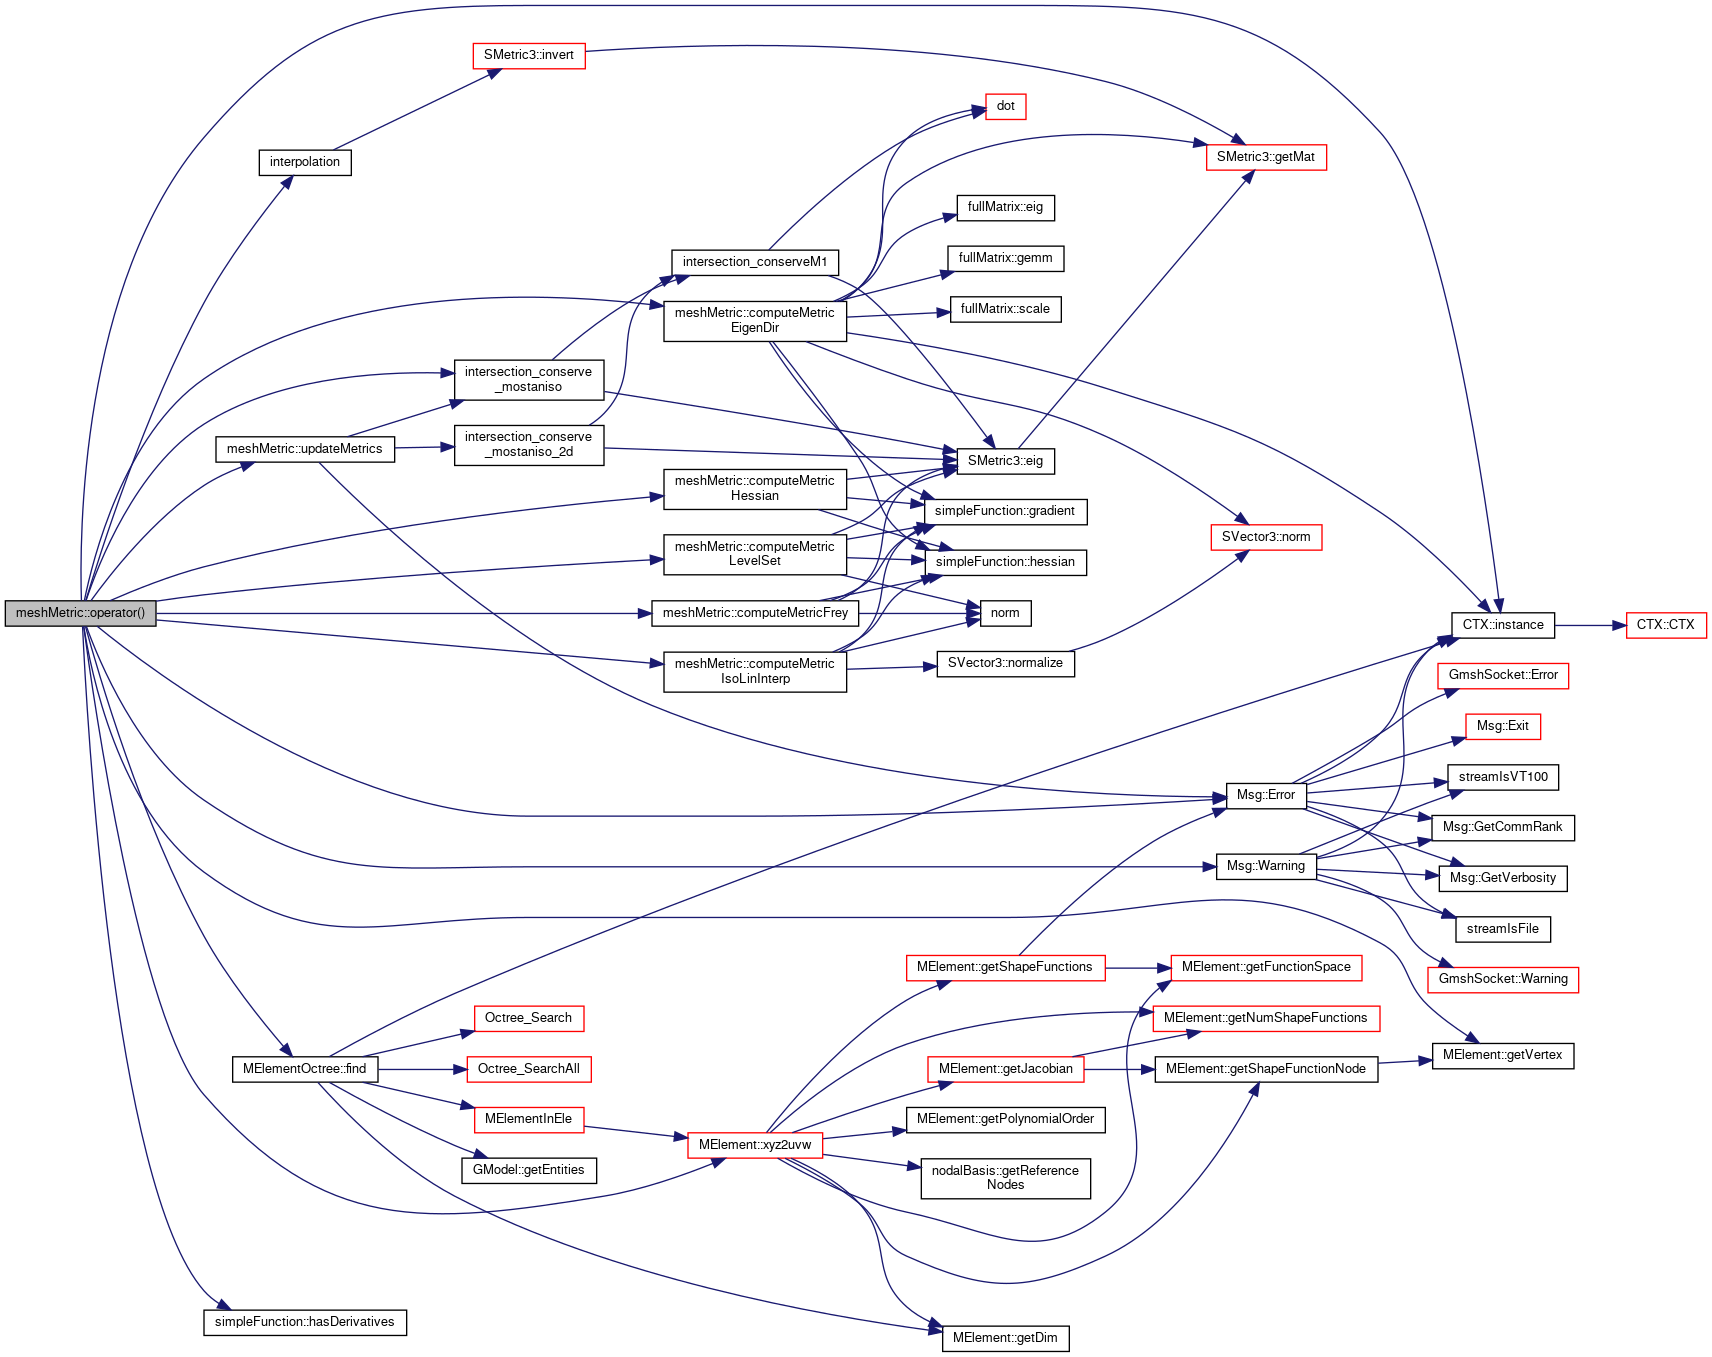 meshMetric::operator()
interpolation
SMetric3::invert
meshMetric::updateMetrics
intersection_conserve
_mostaniso
intersection_conserve
_mostaniso_2d
intersection_conserveM1
meshMetric::computeMetric
EigenDir
meshMetric::computeMetric
Hessian
meshMetric::computeMetric
LevelSet
meshMetric::computeMetricFrey
meshMetric::computeMetric
IsoLinInterp
dot
SMetric3::getMat
fullMatrix::eig
fullMatrix::gemm
fullMatrix::scale
SMetric3::eig
simpleFunction::gradient
simpleFunction::hessian
norm
SVector3::normalize
SVector3::norm
CTX::instance
CTX::CTX
GmshSocket::Error
Msg::Exit
Msg::Error
streamIsVT100
Msg::GetCommRank
Msg::Warning
Msg::GetVerbosity
streamIsFile
GmshSocket::Warning
MElement::getShapeFunctions
MElement::getFunctionSpace
MElement::getNumShapeFunctions
MElement::getVertex
MElementOctree::find
Octree_Search
Octree_SearchAll
MElementInEle
GModel::getEntities
MElement::xyz2uvw
MElement::getJacobian
MElement::getShapeFunctionNode
MElement::getPolynomialOrder
nodalBasis::getReference
Nodes
simpleFunction::hasDerivatives
MElement::getDim